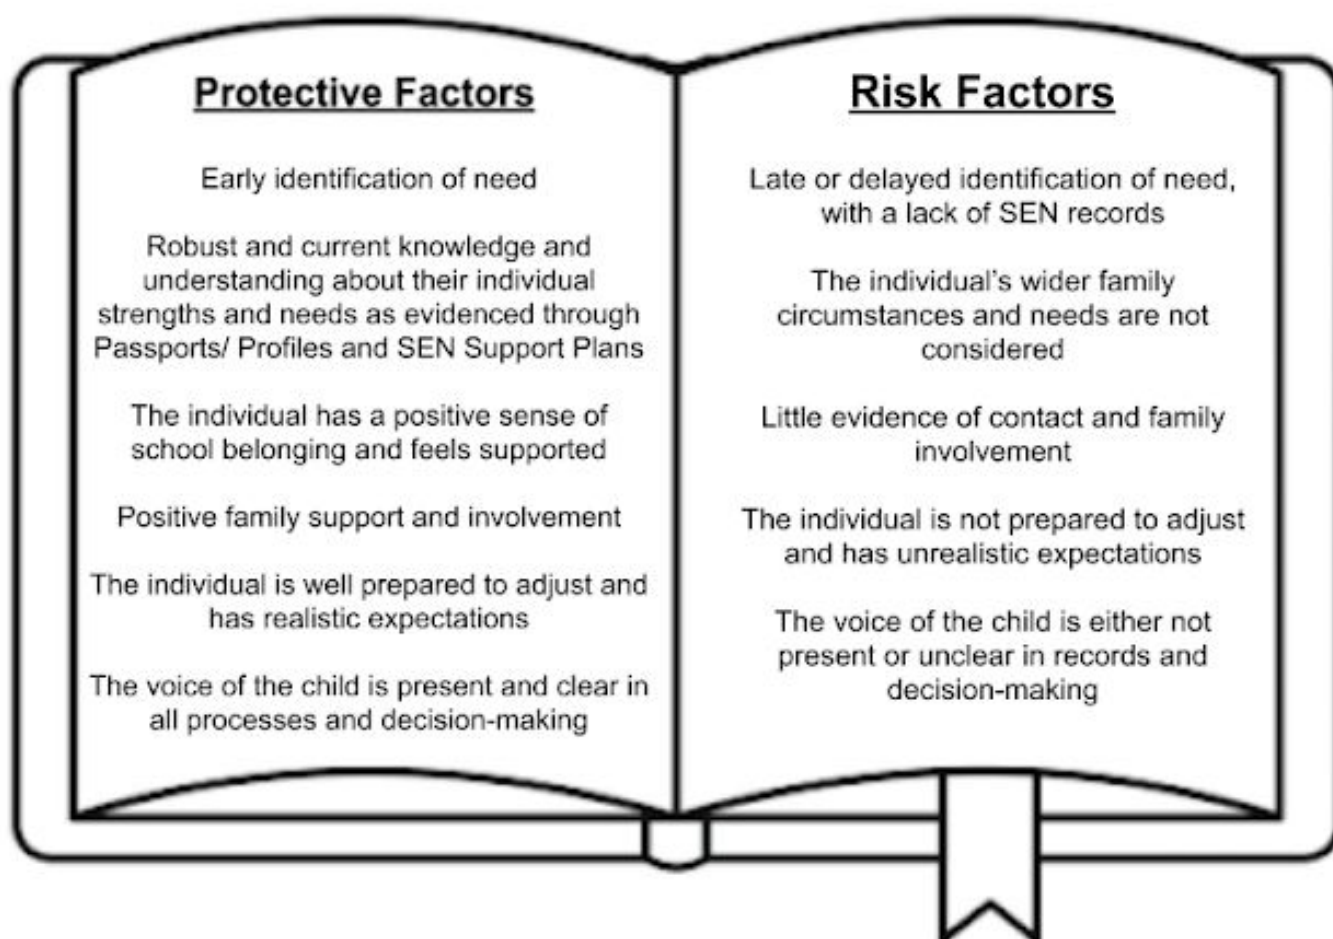 Protective Factors
Early identification of need
Robust and current knowledge and
understanding about their individual
strengths and needs as evidenced through
Passports/ Profiles and SEN Support Plans
The individual has a positive sense of
school belonging and feels supported
Positive family support and involvement
The individual is well prepared to adjust and
has realistic expectations
The voice of the child is present and clear in
all processes and decision-making
Risk Factors
Late or delayed identification of need,
with a lack of SEN records
The individual’s wider family
circumstances and needs are not
considered
Little evidence of contact and family
involvement
The individual is not prepared to adjust
and has unrealistic expectations
The voice of the child is either not
present or unclear in records and
decision-making